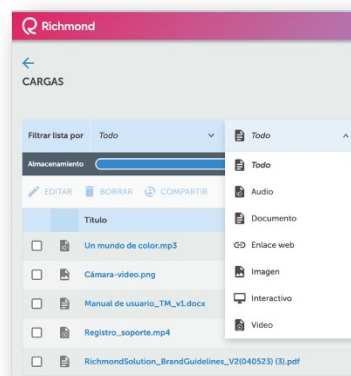 Richmond
CARGAS
Filtrar lista por Todo Todo
Almacenamiento
Todo
EDITAR BORRAR COMPARTIR
Audio
Título
Documento
Un mundo de color.mp3
Enlace web
Cámara-video.png
Imagen
Manual de usuario_TM_v1.docx
Interactivo
Registro_soporte.mp4
Video
RichmondSolution_BrandGuidelines_V2(040523) (3).pdf